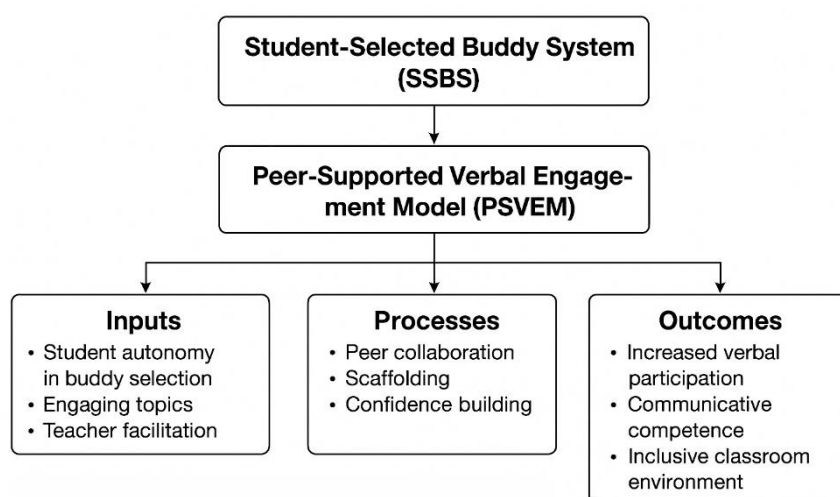 Student-Selected Buddy System
(SSBS)
Peer-Supported Verbal Engage-
ment Model (PSVEM)
Inputs
• Student autonomy
in buddy selection
• Engaging topics
• Teacher facilitation
Processes
• Peer collaboration
• Scaffolding
• Confidence building
Outcomes
• Increased verbal
participation
• Communicative
competence
• Inclusive classroom
environment